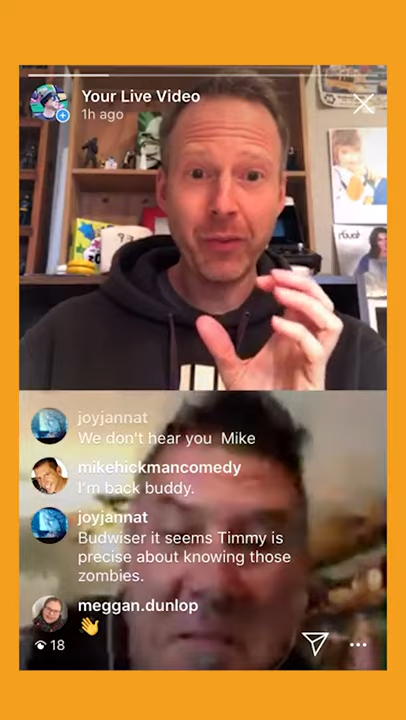 Your Live Video
1h ago
joyjannat
We don't hear you Mike
mikehickmancomedy
I'm back buddy.
joyjannat
Budwiser it seems Timmy is
precise about knowing those
zombies.
meggan.dunlop
👋
18